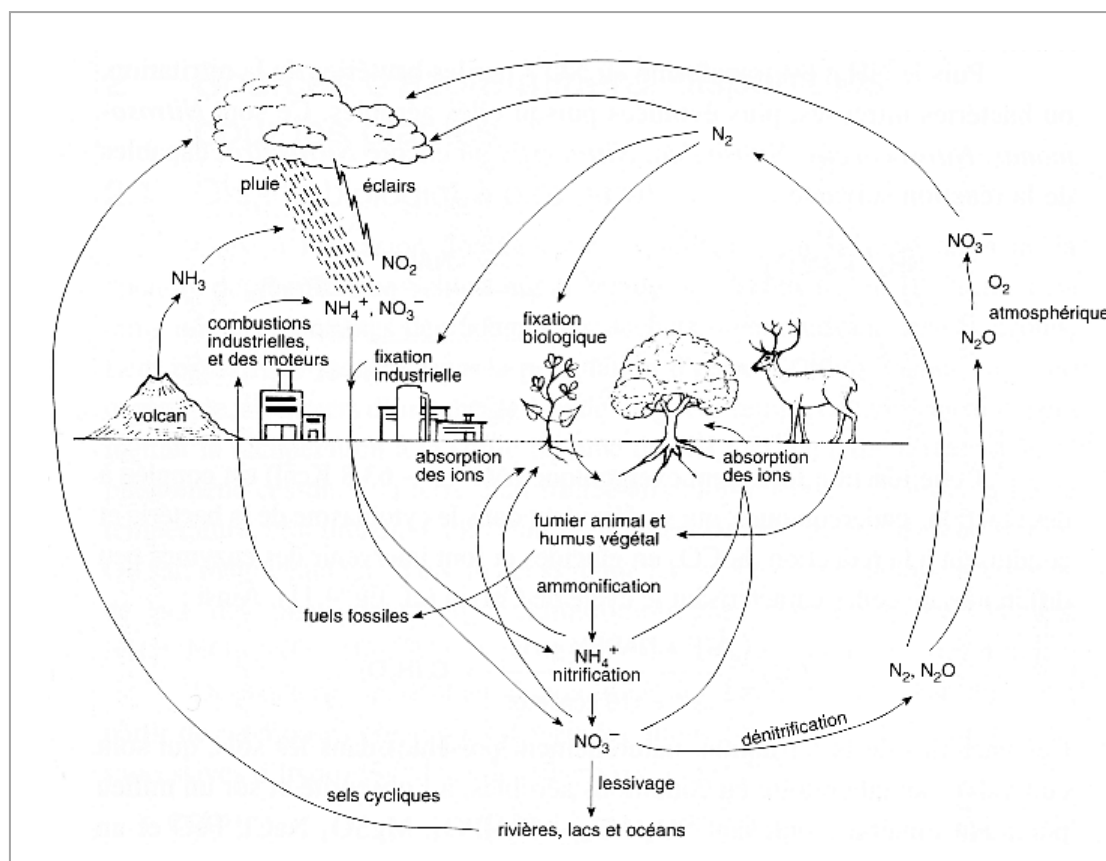 N₂
pluie
éclairs
NO₃⁻
NO₂
NH₃
O₂
atmosphérique
NH₄⁺, NO₃⁻
combustions
industrielles,
et des moteurs
fixation
biologique
N₂O
fixation
industrielle
volcan
absorption
des ions
absorption
des ions
fumier animal et
humus végétal
ammonification
fuels fossiles
NH₄⁺
nitrification
N₂, N₂O
dénitrification
NO₃⁻
lessivage
sels cycliques
rivières, lacs et océans